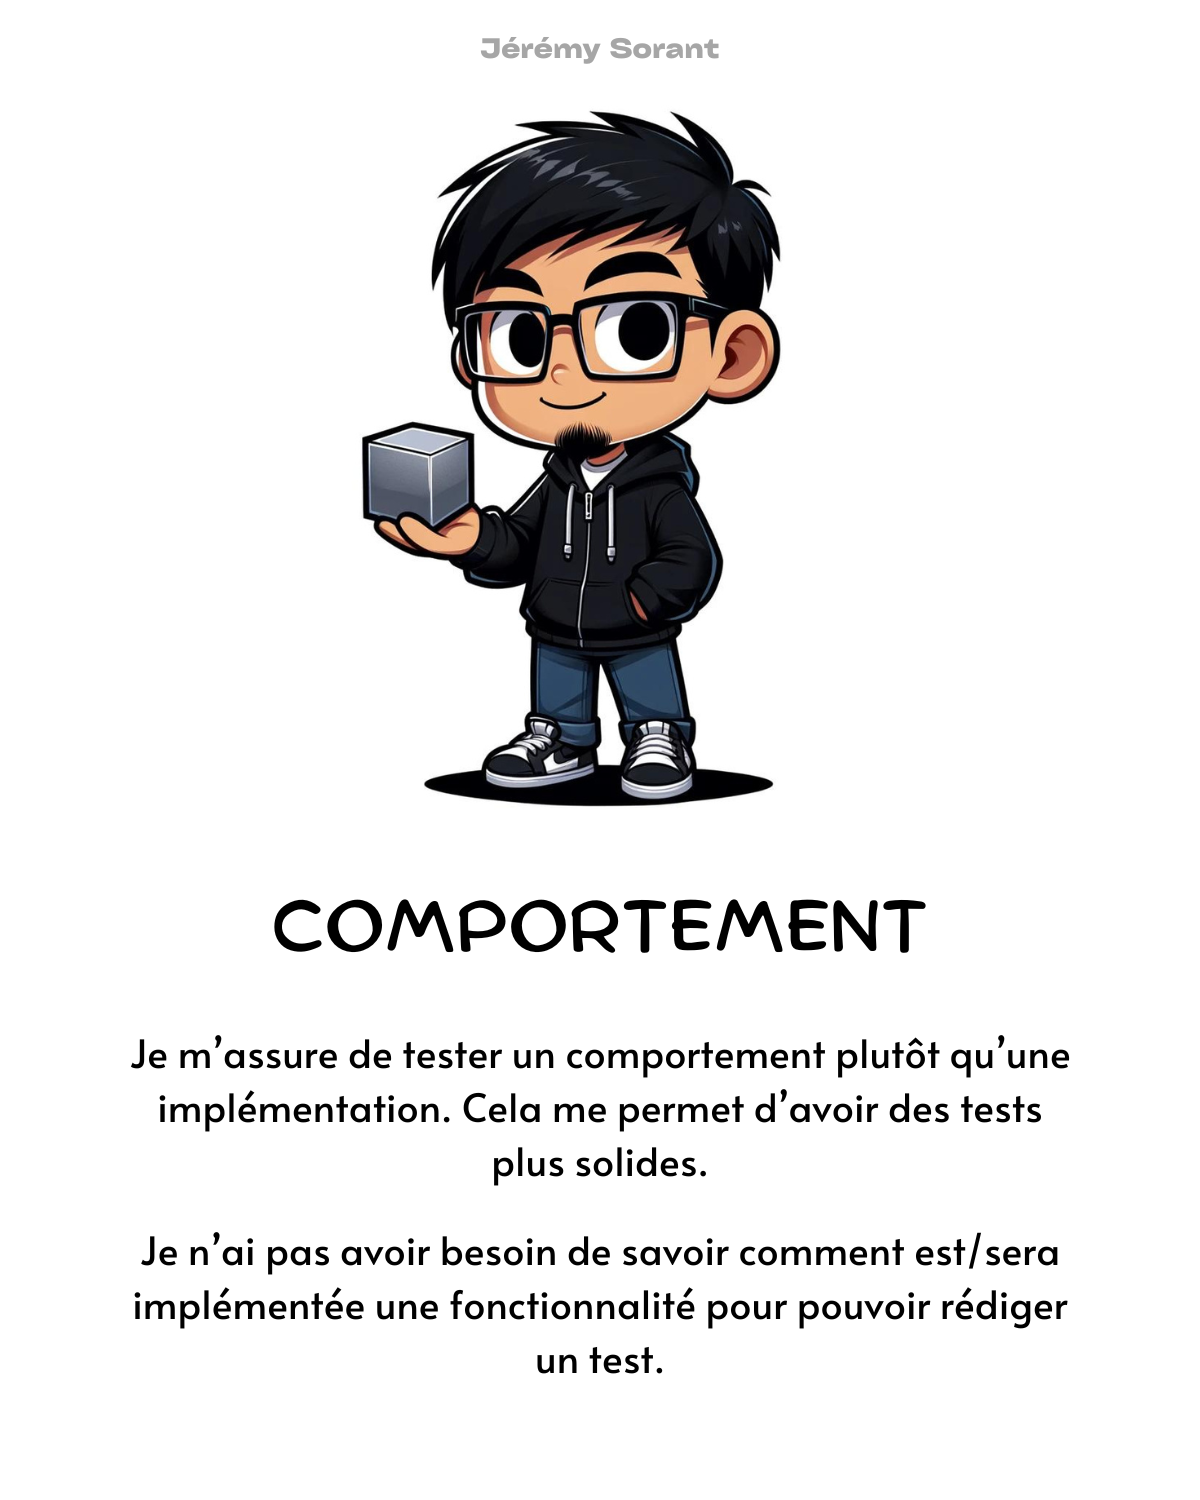 Jérémy Sorant
COMPORTEMENT
Je m’assure de tester un comportement plutôt qu’une
implémentation. Cela me permet d’avoir des tests
plus solides.
Je n’ai pas avoir besoin de savoir comment est/sera
implémentée une fonctionnalité pour pouvoir rédiger
un test.